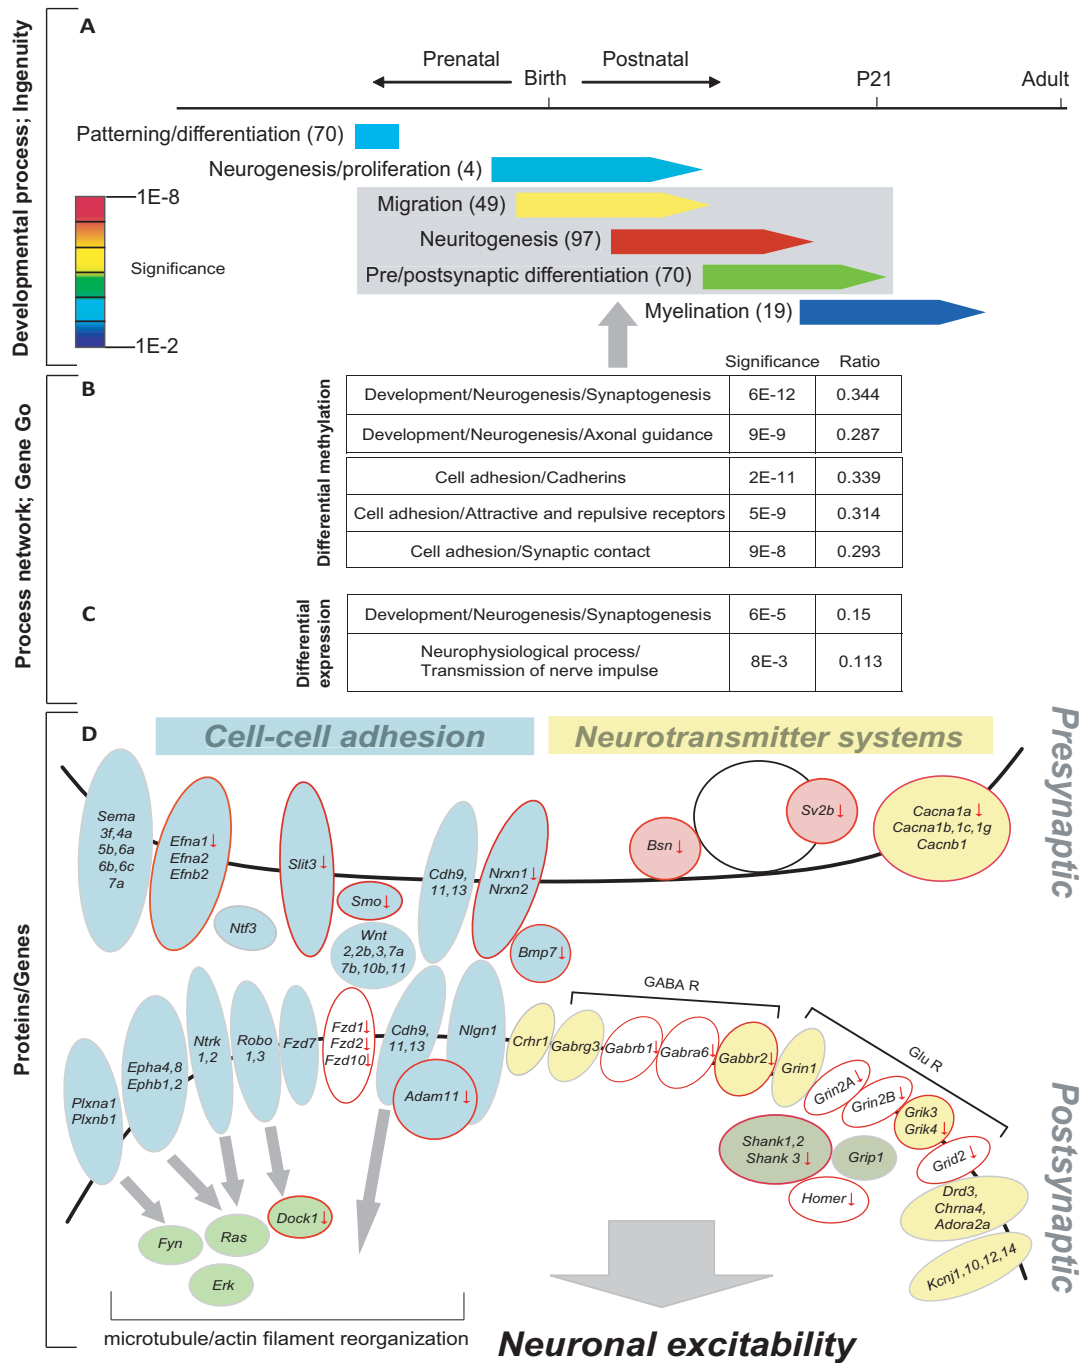 A
Developmental process; Ingenuity
Prenatal
Postnatal
Birth
P21
Adult
Patterning/differentiation (70)
Neurogenesis/proliferation (4)
Migration (49)
Neuritogenesis (97)
Pre/postsynaptic differentiation (70)
Myelination (19)
1E-8
Significance
1E-2
B
Process network; Gene Go
Differential methylation
Significance Ratio
Development/Neurogenesis/Synaptogenesis 6E-12 0.344
Development/Neurogenesis/Axonal guidance 9E-9 0.287
Cell adhesion/Cadherins 2E-11 0.339
Cell adhesion/Attractive and repulsive receptors 5E-9 0.314
Cell adhesion/Synaptic contact 9E-8 0.293
C
Differential
expression
Development/Neurogenesis/Synaptogenesis 6E-5 0.15
Neurophysiological process/
Transmission of nerve impulse 8E-3 0.113
D
Proteins/Genes
Cell-cell adhesion
Neurotransmitter systems
Presynaptic
Postsynaptic
Sema
3f,4a
5b,6a
6b,6c
7a
Efna1↓
Efna2
Efnb2
Ntf3
Slit3↓
Smo↓
Wnt
2,2b,3,7a
7b,10b,11
Cdh9,
11,13
Nrxn1↓
Nrxn2
Bmp7↓
Bsn↓
Sv2b↓
Cacna1a↓
Cacna1b,1c,1g
Cacnb1
Plxna1
Plxnb1
Epha4,8
Ephb1,2
Ntrk
1,2
Robo
1,3
Fzd7
Fzd1↓
Fzd2↓
Fzd10↓
Cdh9,
11,13
Nlgn1
Adam11↓
Crhr1
GABA R
Gabrg3
Gabrb1↓
Gabra6↓
Gabbr2↓
Glu R
Grin1
Grin2A↓
Grin2B↓
Grik3
Grik4↓
Grid2↓
Shank1,2
Shank 3↓
Grip1
Homer↓
Drd3,
Chrna4,
Adora2a
Kcnj1,10,12,14
Fyn
Ras
Dock1↓
Erk
microtubule/actin filament reorganization
Neuronal excitability